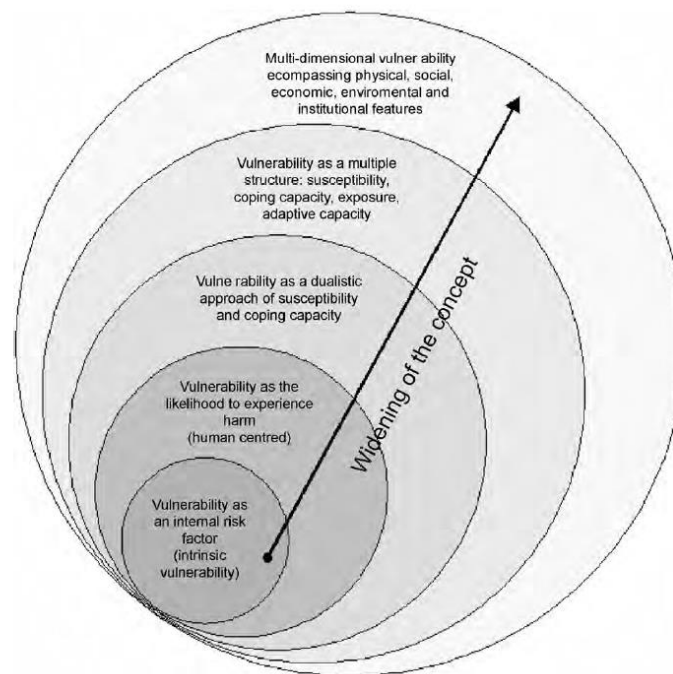 Multi-dimensional vulner ability
ecompassing physical, social,
economic, enviromental and
institutional features
Vulnerability as a multiple
structure: susceptibility,
coping capacity, exposure,
adaptive capacity
Vulne rability as a dualistic
approach of susceptibility
and coping capacity
Widening of the concept
Vulnerability as the
likelihood to experience
harm
(human centred)
Vulnerability as
an internal risk
factor
(intrinsic
vulnerability)